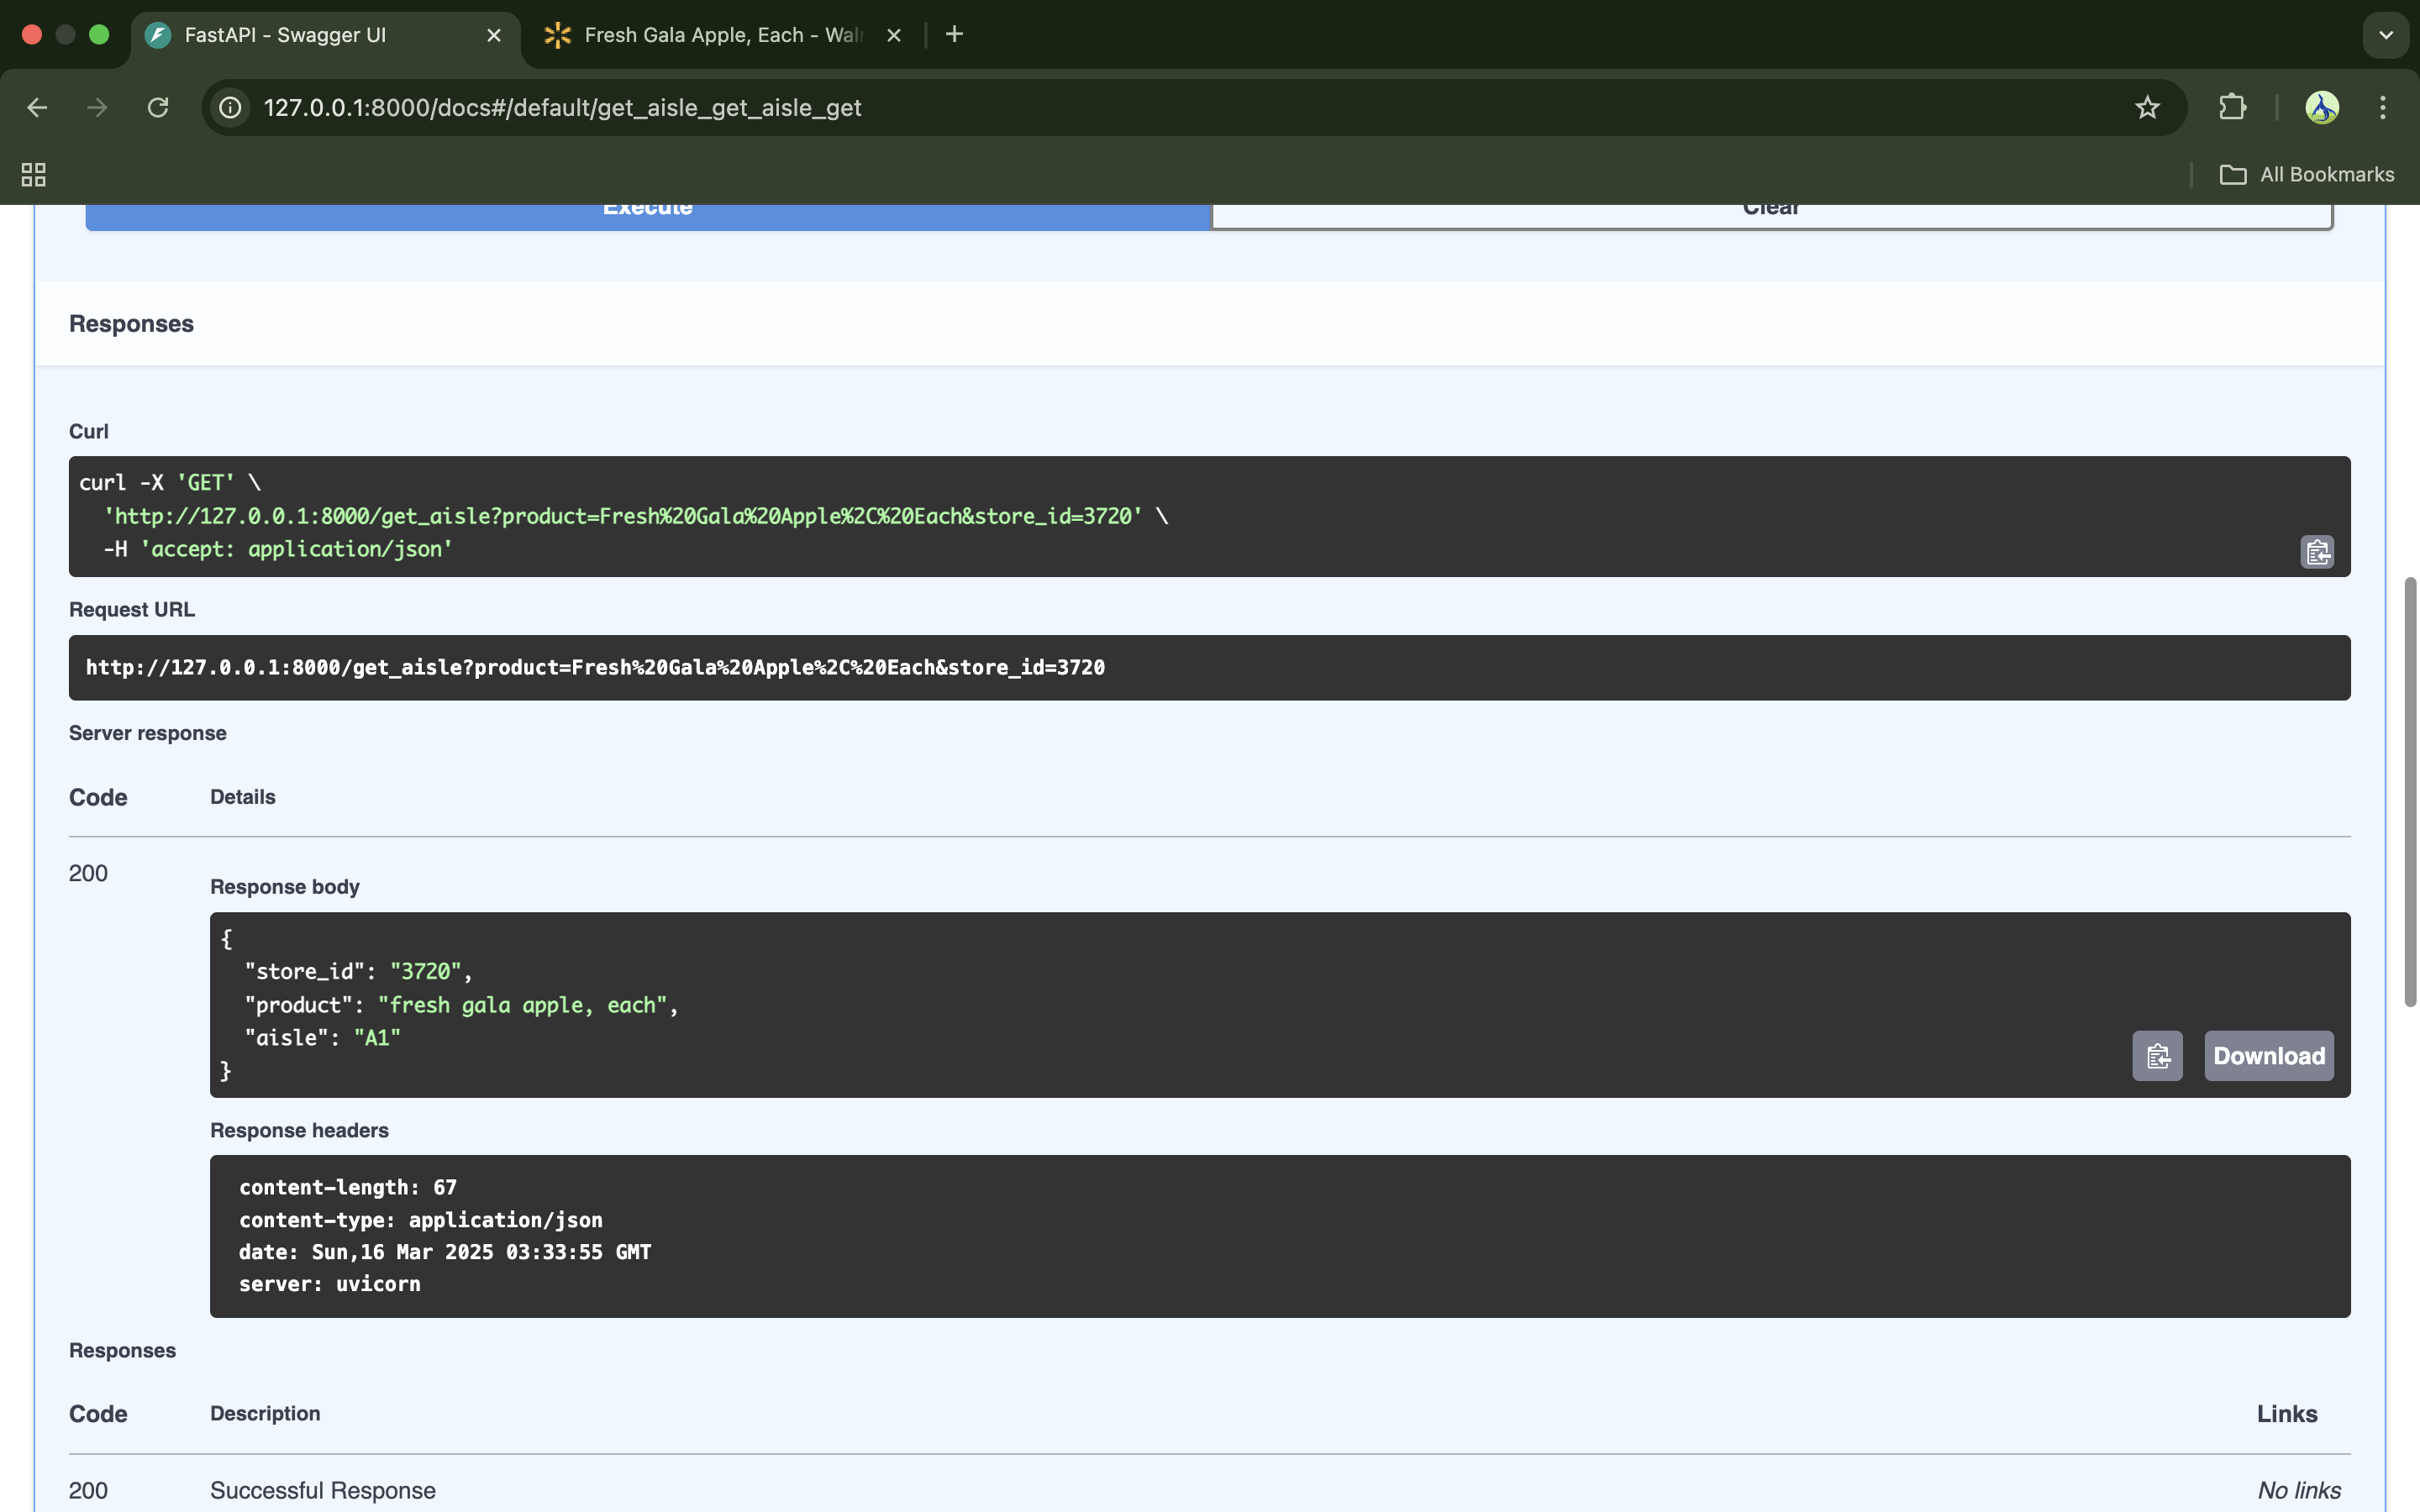 FastAPI - Swagger UI
Fresh Gala Apple, Each - Wal
127.0.0.1:8000/docs#/default/get_aisle_get_aisle_get
All Bookmarks
Execute
Clear
Responses
Curl
curl -X 'GET' \
'http://127.0.0.1:8000/get_aisle?product=Fresh%20Gala%20Apple%2C%20Each&store_id=3720' \
-H 'accept: application/json'
Request URL
http://127.0.0.1:8000/get_aisle?product=Fresh%20Gala%20Apple%2C%20Each&store_id=3720
Server response
Code
Details
200
Response body
{
"store_id": "3720",
"product": "fresh gala apple, each",
"aisle": "A1"
}
Download
Response headers
content-length: 67
content-type: application/json
date: Sun,16 Mar 2025 03:33:55 GMT
server: uvicorn
Responses
Code
Description
Links
200
Successful Response
No links